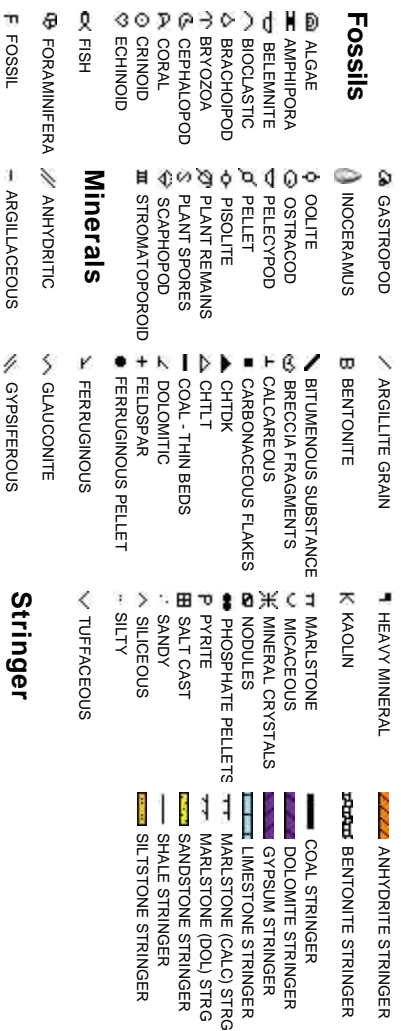 Fossils
ALGAE
AMPHIPORA
BELEMNITE
BIOCLASTIC
BRACHOIPOD
BRYOZOA
CEPHALOPOD
CORAL
CRINOID
ECHINOID
FISH
FORAMINIFERA
F FOSSIL
GASTROPOD
INOCERAMUS
OOLITE
OSTRACOD
PELECYPOD
PELLET
PISOLITE
PLANT REMAINS
PLANT SPORES
SCAPHOPOD
STROMATOPOROID
Minerals
ANHYDRITIC
ARGILLACEOUS
ARGILLITE GRAIN
B BENTONITE
BITUMENOUS SUBSTANCE
BRECCIA FRAGMENTS
CALCAREOUS
CARBONACEOUS FLAKES
CHTDK
CHTLT
COAL - THIN BEDS
DOLOMITIC
FELDSPAR
FERRUGINOUS PELLET
FERRUGINOUS
GLAUCONITE
GYPSIFEROUS
HEAVY MINERAL
K KAOLIN
MARLSTONE
MICACEOUS
MINERAL CRYSTALS
NODULES
PHOSPHATE PELLETS
P PYRITE
SALT CAST
SANDY
SILICEOUS
SILTY
TUFFACEOUS
Stringer
ANHYDRITE STRINGER
BENTONITE STRINGER
COAL STRINGER
DOLOMITE STRINGER
GYPSUM STRINGER
LIMESTONE STRINGER
MARLSTONE (CALC) STRG
MARLSTONE (DOL) STRG
SANDSTONE STRINGER
SHALE STRINGER
SILTSTONE STRINGER